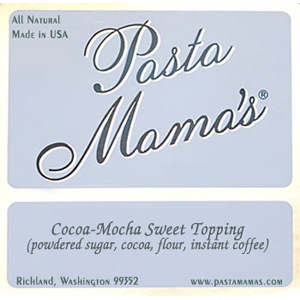 All Natural
Made in USA
Pasta
Mama's®
Cocoa-Mocha Sweet Topping
(powdered sugar, cocoa, flour, instant coffee)
Richland, Washington 99352
www.pastamamas.com